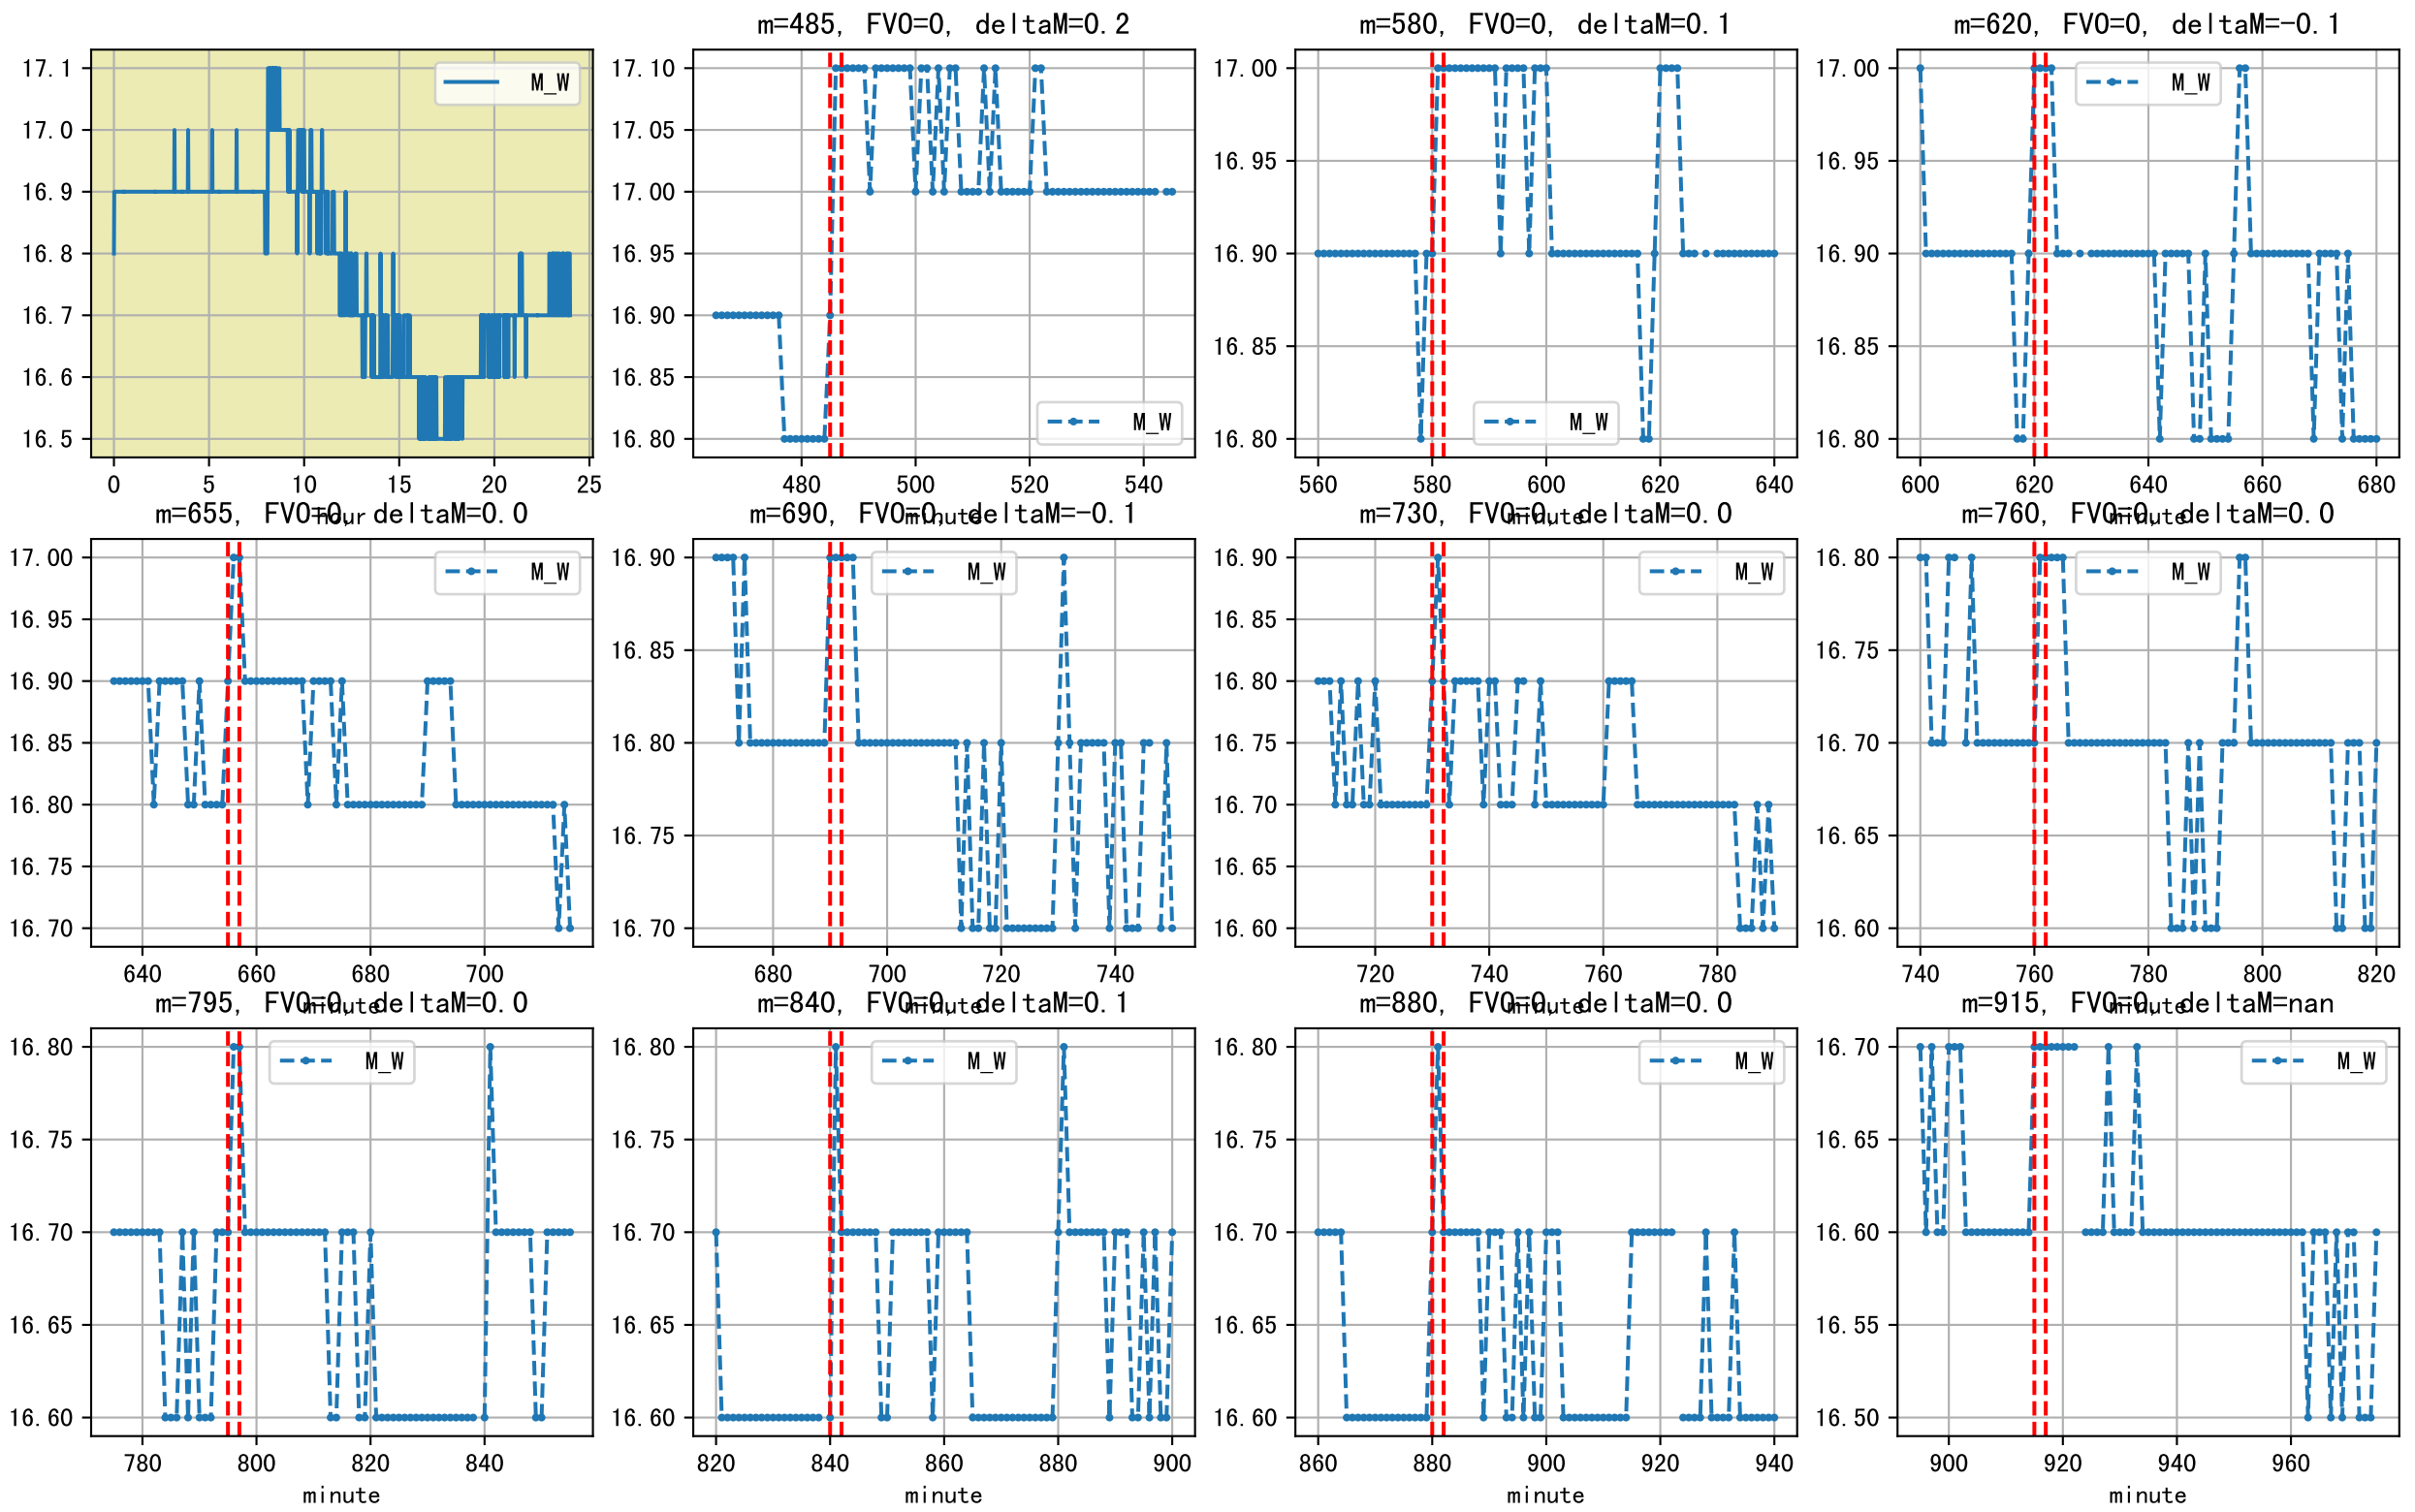 m=485, FVO=0, deltaM=0.2
m=580, FVO=0, deltaM=0.1
m=620, FVO=0, deltaM=-0.1
17.1
17.0
16.9
16.8
16.7
16.6
16.5
0 5 10 15 20 25
hour
M_W
17.10
17.05
17.00
16.95
16.90
16.85
16.80
480 500 520 540
minute
M_W
17.00
16.95
16.90
16.85
16.80
560 580 600 620 640
minute
M_W
17.00
16.95
16.90
16.85
16.80
600 620 640 660 680
minute
M_W
m=655, FVO=0, deltaM=0.0
m=690, FVO=0, deltaM=-0.1
m=730, FVO=0, deltaM=0.0
m=760, FVO=0, deltaM=0.0
17.00
16.95
16.90
16.85
16.80
16.75
16.70
640 660 680 700
minute
M_W
16.90
16.85
16.80
16.75
16.70
680 700 720 740
minute
M_W
16.90
16.85
16.80
16.75
16.70
16.65
16.60
720 740 760 780
minute
M_W
16.80
16.75
16.70
16.65
16.60
740 760 780 800 820
minute
M_W
m=795, FVO=0, deltaM=0.0
m=840, FVO=0, deltaM=0.1
m=880, FVO=0, deltaM=0.0
m=915, FVO=0, deltaM=nan
16.80
16.75
16.70
16.65
16.60
780 800 820 840
minute
M_W
16.80
16.75
16.70
16.65
16.60
820 840 860 880 900
minute
M_W
16.80
16.75
16.70
16.65
16.60
860 880 900 920 940
minute
M_W
16.70
16.65
16.60
16.55
16.50
900 920 940 960
minute
M_W